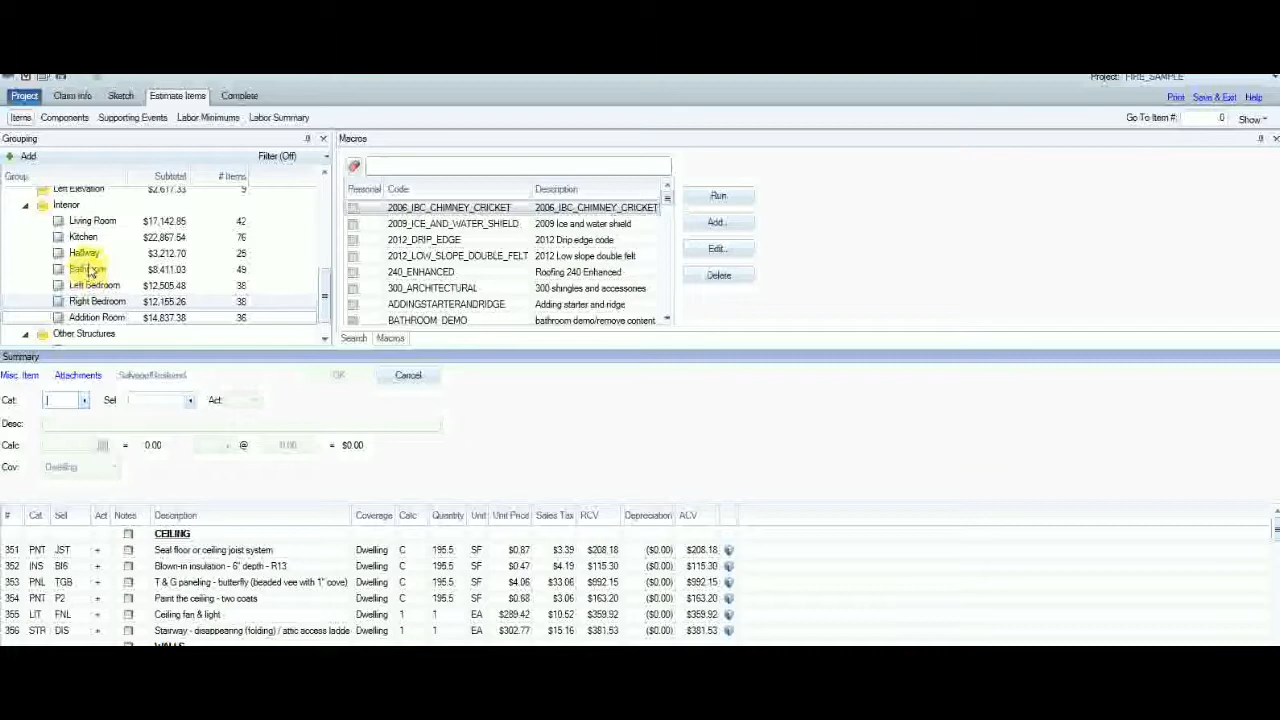 Project: FIRE_SAMPLE
Project Claim Info Sketch Estimate Items Complete
Print Save & Exit Help
Items Components Supporting Events Labor Minimums Labor Summary
Go To Item #: 0 Show
Grouping
Add Filter (Off)
Group Subtotal # Items
Left Elevation $2,617.33 9
Interior
Living Room $17,142.85 42
Kitchen $22,867.54 76
Hallway $3,212.70 25
Bathroom $8,411.03 49
Left Bedroom $12,505.48 38
Right Bedroom $12,155.26 38
Addition Room $14,837.38 36
Other Structures
Macros
Personal Code Description
2006_IBC_CHIMNEY_CRICKET 2006_IBC_CHIMNEY_CRICKET
2009_ICE_AND_WATER_SHIELD 2009 Ice and water shield
2012_DRIP_EDGE 2012 Drip edge code
2012_LOW_SLOPE_DOUBLE_FELT 2012 Low slope double felt
240_ENHANCED Roofing 240 Enhanced
300_ARCHITECTURAL 300 shingles and accessories
ADDINGSTARTERANDRIDGE Adding starter and ridge
BATHROOM_DEMO bathroom demo/remove content
Run
Add...
Edit...
Delete
Search Macros
Summary
Misc. Item Attachments OK Cancel
Cat: Sel Act:
Desc:
Calc = 0.00 @ 0.00 = $0.00
Cov: Dwelling
# Cat Sel Act Notes Description Coverage Calc Quantity Unit Unit Price Sales Tax RCV Depreciation ACV
CEILING
351 PNT JST + Seal floor or ceiling joist system Dwelling C 195.5 SF $0.87 $3.39 $208.18 ($0.00) $208.18
352 INS BI6 + Blown-in insulation - 6" depth - R13 Dwelling C 195.5 SF $0.47 $4.19 $115.30 ($0.00) $115.30
353 PNL TGB + T & G paneling - butterfly (beaded vee with 1" cove) Dwelling C 195.5 SF $4.06 $33.06 $992.15 ($0.00) $992.15
354 PNT P2 + Paint the ceiling - two coats Dwelling C 195.5 SF $0.68 $3.06 $163.20 ($0.00) $163.20
355 LIT FNL + Ceiling fan & light Dwelling 1 1 EA $289.42 $10.52 $359.92 ($0.00) $359.92
356 STR DIS + Stairway - disappearing (folding) / attic access ladde Dwelling 1 1 EA $302.77 $15.16 $381.53 ($0.00) $381.53
WALLS